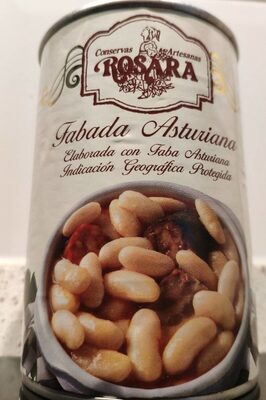 Conservas Artesanas
ROSARA
Fabada Asturiana
Elaborada con Faba Asturiana
Indicación Geográfica Protegida